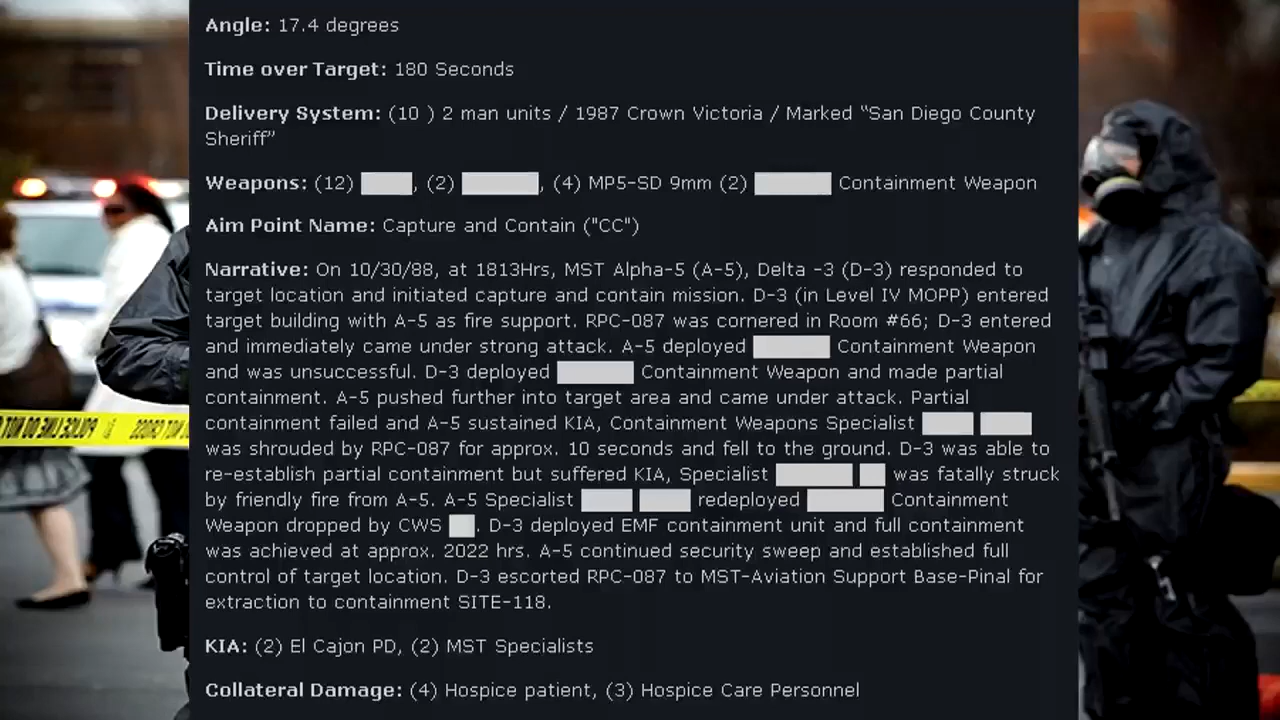 Angle: 17.4 degrees
Time over Target: 180 Seconds
Delivery System: (10 ) 2 man units / 1987 Crown Victoria / Marked “San Diego County
Sheriff”
Weapons: (12) , (2) , (4) MP5-SD 9mm (2) Containment Weapon
Aim Point Name: Capture and Contain ("CC")
Narrative: On 10/30/88, at 1813Hrs, MST Alpha-5 (A-5), Delta -3 (D-3) responded to
target location and initiated capture and contain mission. D-3 (in Level IV MOPP) entered
target building with A-5 as fire support. RPC-087 was cornered in Room #66; D-3 entered
and immediately came under strong attack. A-5 deployed Containment Weapon
and was unsuccessful. D-3 deployed Containment Weapon and made partial
containment. A-5 pushed further into target area and came under attack. Partial
containment failed and A-5 sustained KIA, Containment Weapons Specialist
was shrouded by RPC-087 for approx. 10 seconds and fell to the ground. D-3 was able to
re-establish partial containment but suffered KIA, Specialist was fatally struck
by friendly fire from A-5. A-5 Specialist redeployed Containment
Weapon dropped by CWS . D-3 deployed EMF containment unit and full containment
was achieved at approx. 2022 hrs. A-5 continued security sweep and established full
control of target location. D-3 escorted RPC-087 to MST-Aviation Support Base-Pinal for
extraction to containment SITE-118.
KIA: (2) El Cajon PD, (2) MST Specialists
Collateral Damage: (4) Hospice patient, (3) Hospice Care Personnel